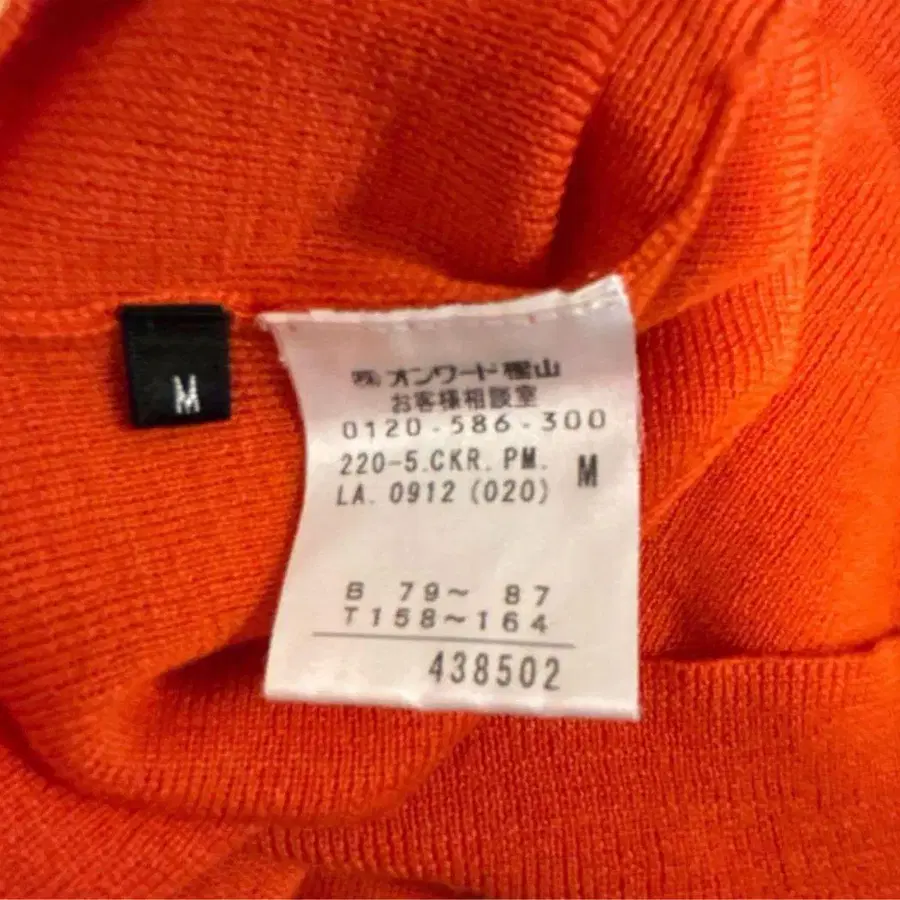 M
㈱オンワード樫山
お客様相談室
0120-586-300
220-5.CKR.PM. M
LA.0912(020)
B 79～ 87
T158～164
438502